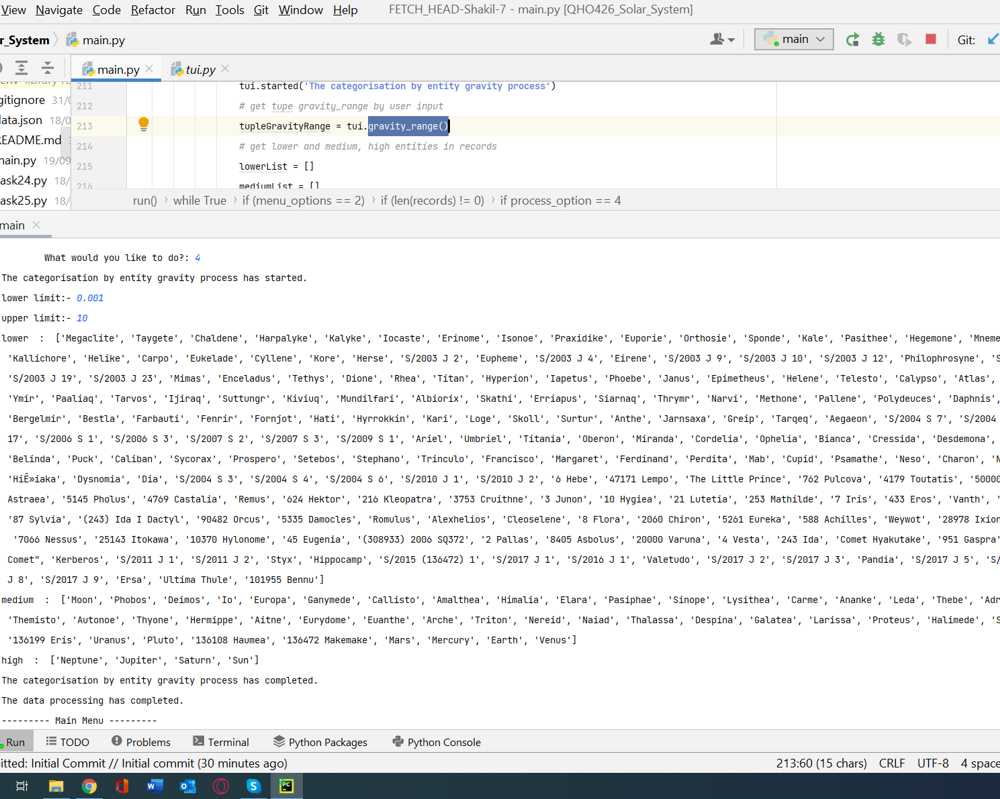 View Navigate Code Refactor Run Tools Git Window Help FETCH_HEAD-Shakil-7 - main.py [QHO426_Solar_System]
r_System main.py main Git:
main.py tui.py
211 tui.started('The categorisation by entity gravity process')
gitignore 31/0 212 # get tupe gravity_range by user input
lata.json 18/0 213 tupleGravityRange = tui.gravity_range()
README.md 214 # get lower and medium, high entities in records
main.py 19/09 215 lowerList = []
ask24.py 18/ 216 mediumList = []
ask25.py 18/ run() while True if (menu_options == 2) if (len(records) != 0) if process_option == 4
main
What would you like to do?: 4
The categorisation by entity gravity process has started.
lower limit:- 0.001
upper limit:- 10
lower : ['Megaclite', 'Taygete', 'Chaldene', 'Harpalyke', 'Kalyke', 'Iocaste', 'Erinome', 'Isonoe', 'Praxidike', 'Euporie', 'Orthosie', 'Sponde', 'Kale', 'Pasithee', 'Hegemone', 'Mneme
'Kallichore', 'Helike', 'Carpo', 'Eukelade', 'Cyllene', 'Kore', 'Herse', 'S/2003 J 2', 'Eupheme', 'S/2003 J 4', 'Eirene', 'S/2003 J 9', 'S/2003 J 10', 'S/2003 J 12', 'Philophrosyne', 'S
'S/2003 J 19', 'S/2003 J 23', 'Mimas', 'Enceladus', 'Tethys', 'Dione', 'Rhea', 'Titan', 'Hyperion', 'Iapetus', 'Phoebe', 'Janus', 'Epimetheus', 'Helene', 'Telesto', 'Calypso', 'Atlas',
'Ymir', 'Paaliaq', 'Tarvos', 'Ijiraq', 'Suttungr', 'Kiviuq', 'Mundilfari', 'Albiorix', 'Skathi', 'Erriapus', 'Siarnaq', 'Thrymr', 'Narvi', 'Methone', 'Pallene', 'Polydeuces', 'Daphnis',
'Bergelmir', 'Bestla', 'Farbauti', 'Fenrir', 'Fornjot', 'Hati', 'Hyrrokkin', 'Kari', 'Loge', 'Skoll', 'Surtur', 'Anthe', 'Jarnsaxa', 'Greip', 'Tarqeq', 'Aegaeon', 'S/2004 S 7', 'S/2004
17', 'S/2006 S 1', 'S/2006 S 3', 'S/2007 S 2', 'S/2007 S 3', 'S/2009 S 1', 'Ariel', 'Umbriel', 'Titania', 'Oberon', 'Miranda', 'Cordelia', 'Ophelia', 'Bianca', 'Cressida', 'Desdemona',
'Belinda', 'Puck', 'Caliban', 'Sycorax', 'Prospero', 'Setebos', 'Stephano', 'Trinculo', 'Francisco', 'Margaret', 'Ferdinand', 'Perdita', 'Mab', 'Cupid', 'Psamathe', 'Neso', 'Charon', 'N
'HiÊ»iaka', 'Dysnomia', 'Dia', 'S/2004 S 3', 'S/2004 S 4', 'S/2004 S 6', 'S/2010 J 1', 'S/2010 J 2', '6 Hebe', '47171 Lempo', 'The Little Prince', '762 Pulcova', '4179 Toutatis', '50000
Astraea', '5145 Pholus', '4769 Castalia', 'Remus', '624 Hektor', '216 Kleopatra', '3753 Cruithne', '3 Junon', '10 Hygiea', '21 Lutetia', '253 Mathilde', '7 Iris', '433 Eros', 'Vanth', '
'87 Sylvia', '(243) Ida I Dactyl', '90482 Orcus', '5335 Damocles', 'Romulus', 'Alexhelios', 'Cleoselene', '8 Flora', '2060 Chiron', '5261 Eureka', '588 Achilles', 'Weywot', '28978 Ixion
'7066 Nessus', '25143 Itokawa', '10370 Hylonome', '45 Eugenia', '(308933) 2006 SQ372', '2 Pallas', '8405 Asbolus', '20000 Varuna', '4 Vesta', '243 Ida', 'Comet Hyakutake', '951 Gaspra'
Comet", 'Kerberos', 'S/2011 J 1', 'S/2011 J 2', 'Styx', 'Hippocamp', 'S/2015 (136472) 1', 'S/2017 J 1', 'S/2016 J 1', 'Valetudo', 'S/2017 J 2', 'S/2017 J 3', 'Pandia', 'S/2017 J 5', 'S/
J 8', 'S/2017 J 9', 'Ersa', 'Ultima Thule', '101955 Bennu']
medium : ['Moon', 'Phobos', 'Deimos', 'Io', 'Europa', 'Ganymede', 'Callisto', 'Amalthea', 'Himalia', 'Elara', 'Pasiphae', 'Sinope', 'Lysithea', 'Carme', 'Ananke', 'Leda', 'Thebe', 'Adr
'Themisto', 'Autonoe', 'Thyone', 'Hermippe', 'Aitne', 'Eurydome', 'Euanthe', 'Arche', 'Triton', 'Nereid', 'Naiad', 'Thalassa', 'Despina', 'Galatea', 'Larissa', 'Proteus', 'Halimede', 'S
'136199 Eris', 'Uranus', 'Pluto', '136108 Haumea', '136472 Makemake', 'Mars', 'Mercury', 'Earth', 'Venus']
high : ['Neptune', 'Jupiter', 'Saturn', 'Sun']
The categorisation by entity gravity process has completed.
The data processing has completed.
--------- Main Menu ---------
Run TODO Problems Terminal Python Packages Python Console
itted: Initial Commit // Initial commit (30 minutes ago) 213:60 (15 chars) CRLF UTF-8 4 space